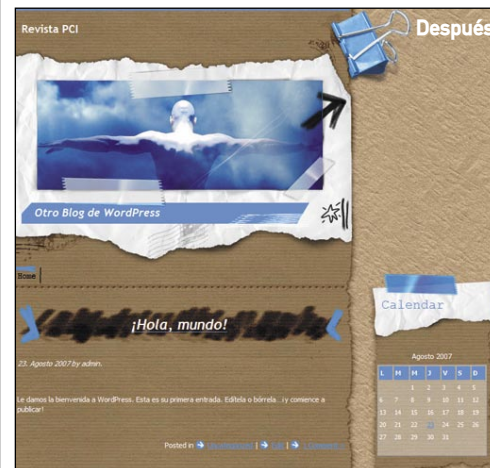 Revista PCI
Después
Otro Blog de WordPress
Home
¡Hola, mundo!
23. Agosto 2007 by admin.
Le damos la bienvenida a WordPress. Esta es su primera entrada. Edítela o bórrela...¡y comience a
publicar!
Posted in
Calendar
Agosto 2007
L M M J V S D
1 2 3 4 5
6 7 8 9 10 11 12
13 14 15 16 17 18 19
20 21 22 23 24 25 26
27 28 29 30 31